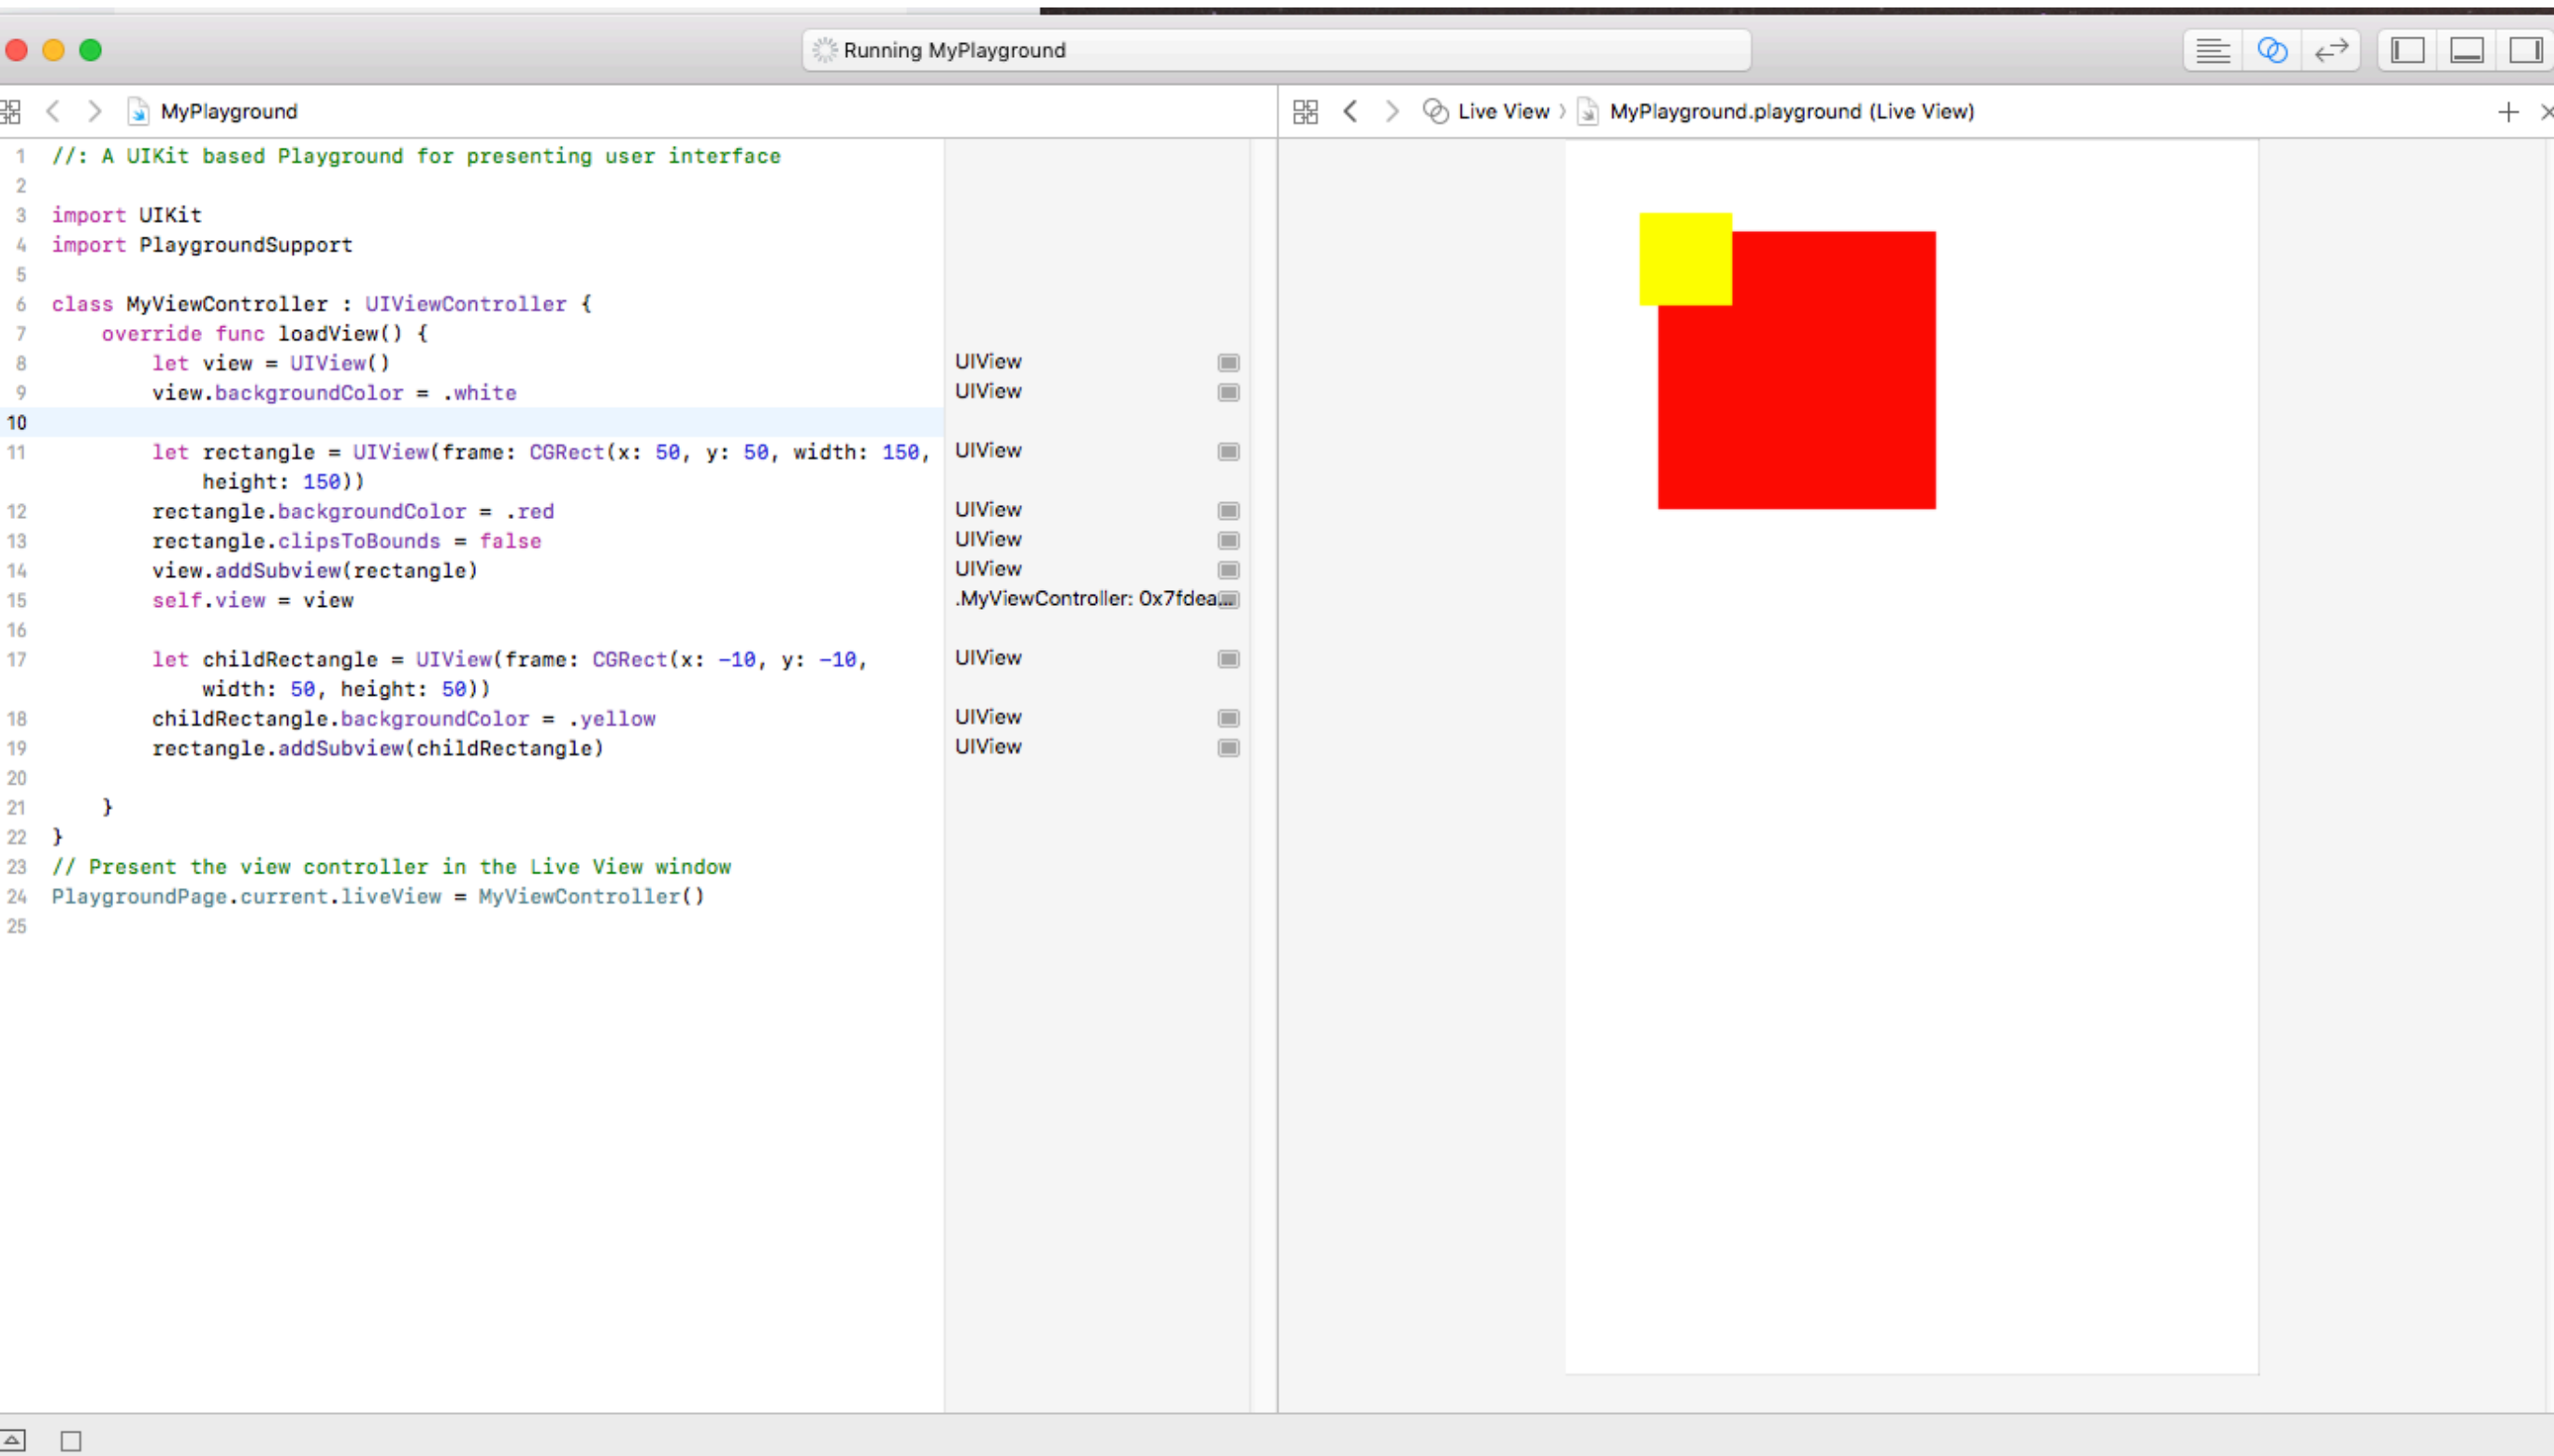 Running MyPlayground
MyPlayground
Live View 〉 MyPlayground.playground (Live View)
1 //: A UIKit based Playground for presenting user interface
2
3 import UIKit
4 import PlaygroundSupport
5
6 class MyViewController : UIViewController {
7 override func loadView() {
8 let view = UIView()
9 view.backgroundColor = .white
10
11 let rectangle = UIView(frame: CGRect(x: 50, y: 50, width: 150,
height: 150))
12 rectangle.backgroundColor = .red
13 rectangle.clipsToBounds = false
14 view.addSubview(rectangle)
15 self.view = view
16
17 let childRectangle = UIView(frame: CGRect(x: -10, y: -10,
width: 50, height: 50))
18 childRectangle.backgroundColor = .yellow
19 rectangle.addSubview(childRectangle)
20
21 }
22 }
23 // Present the view controller in the Live View window
24 PlaygroundPage.current.liveView = MyViewController()
25
UIView
UIView
UIView
UIView
UIView
UIView
.MyViewController: 0x7fdea...
UIView
UIView
UIView